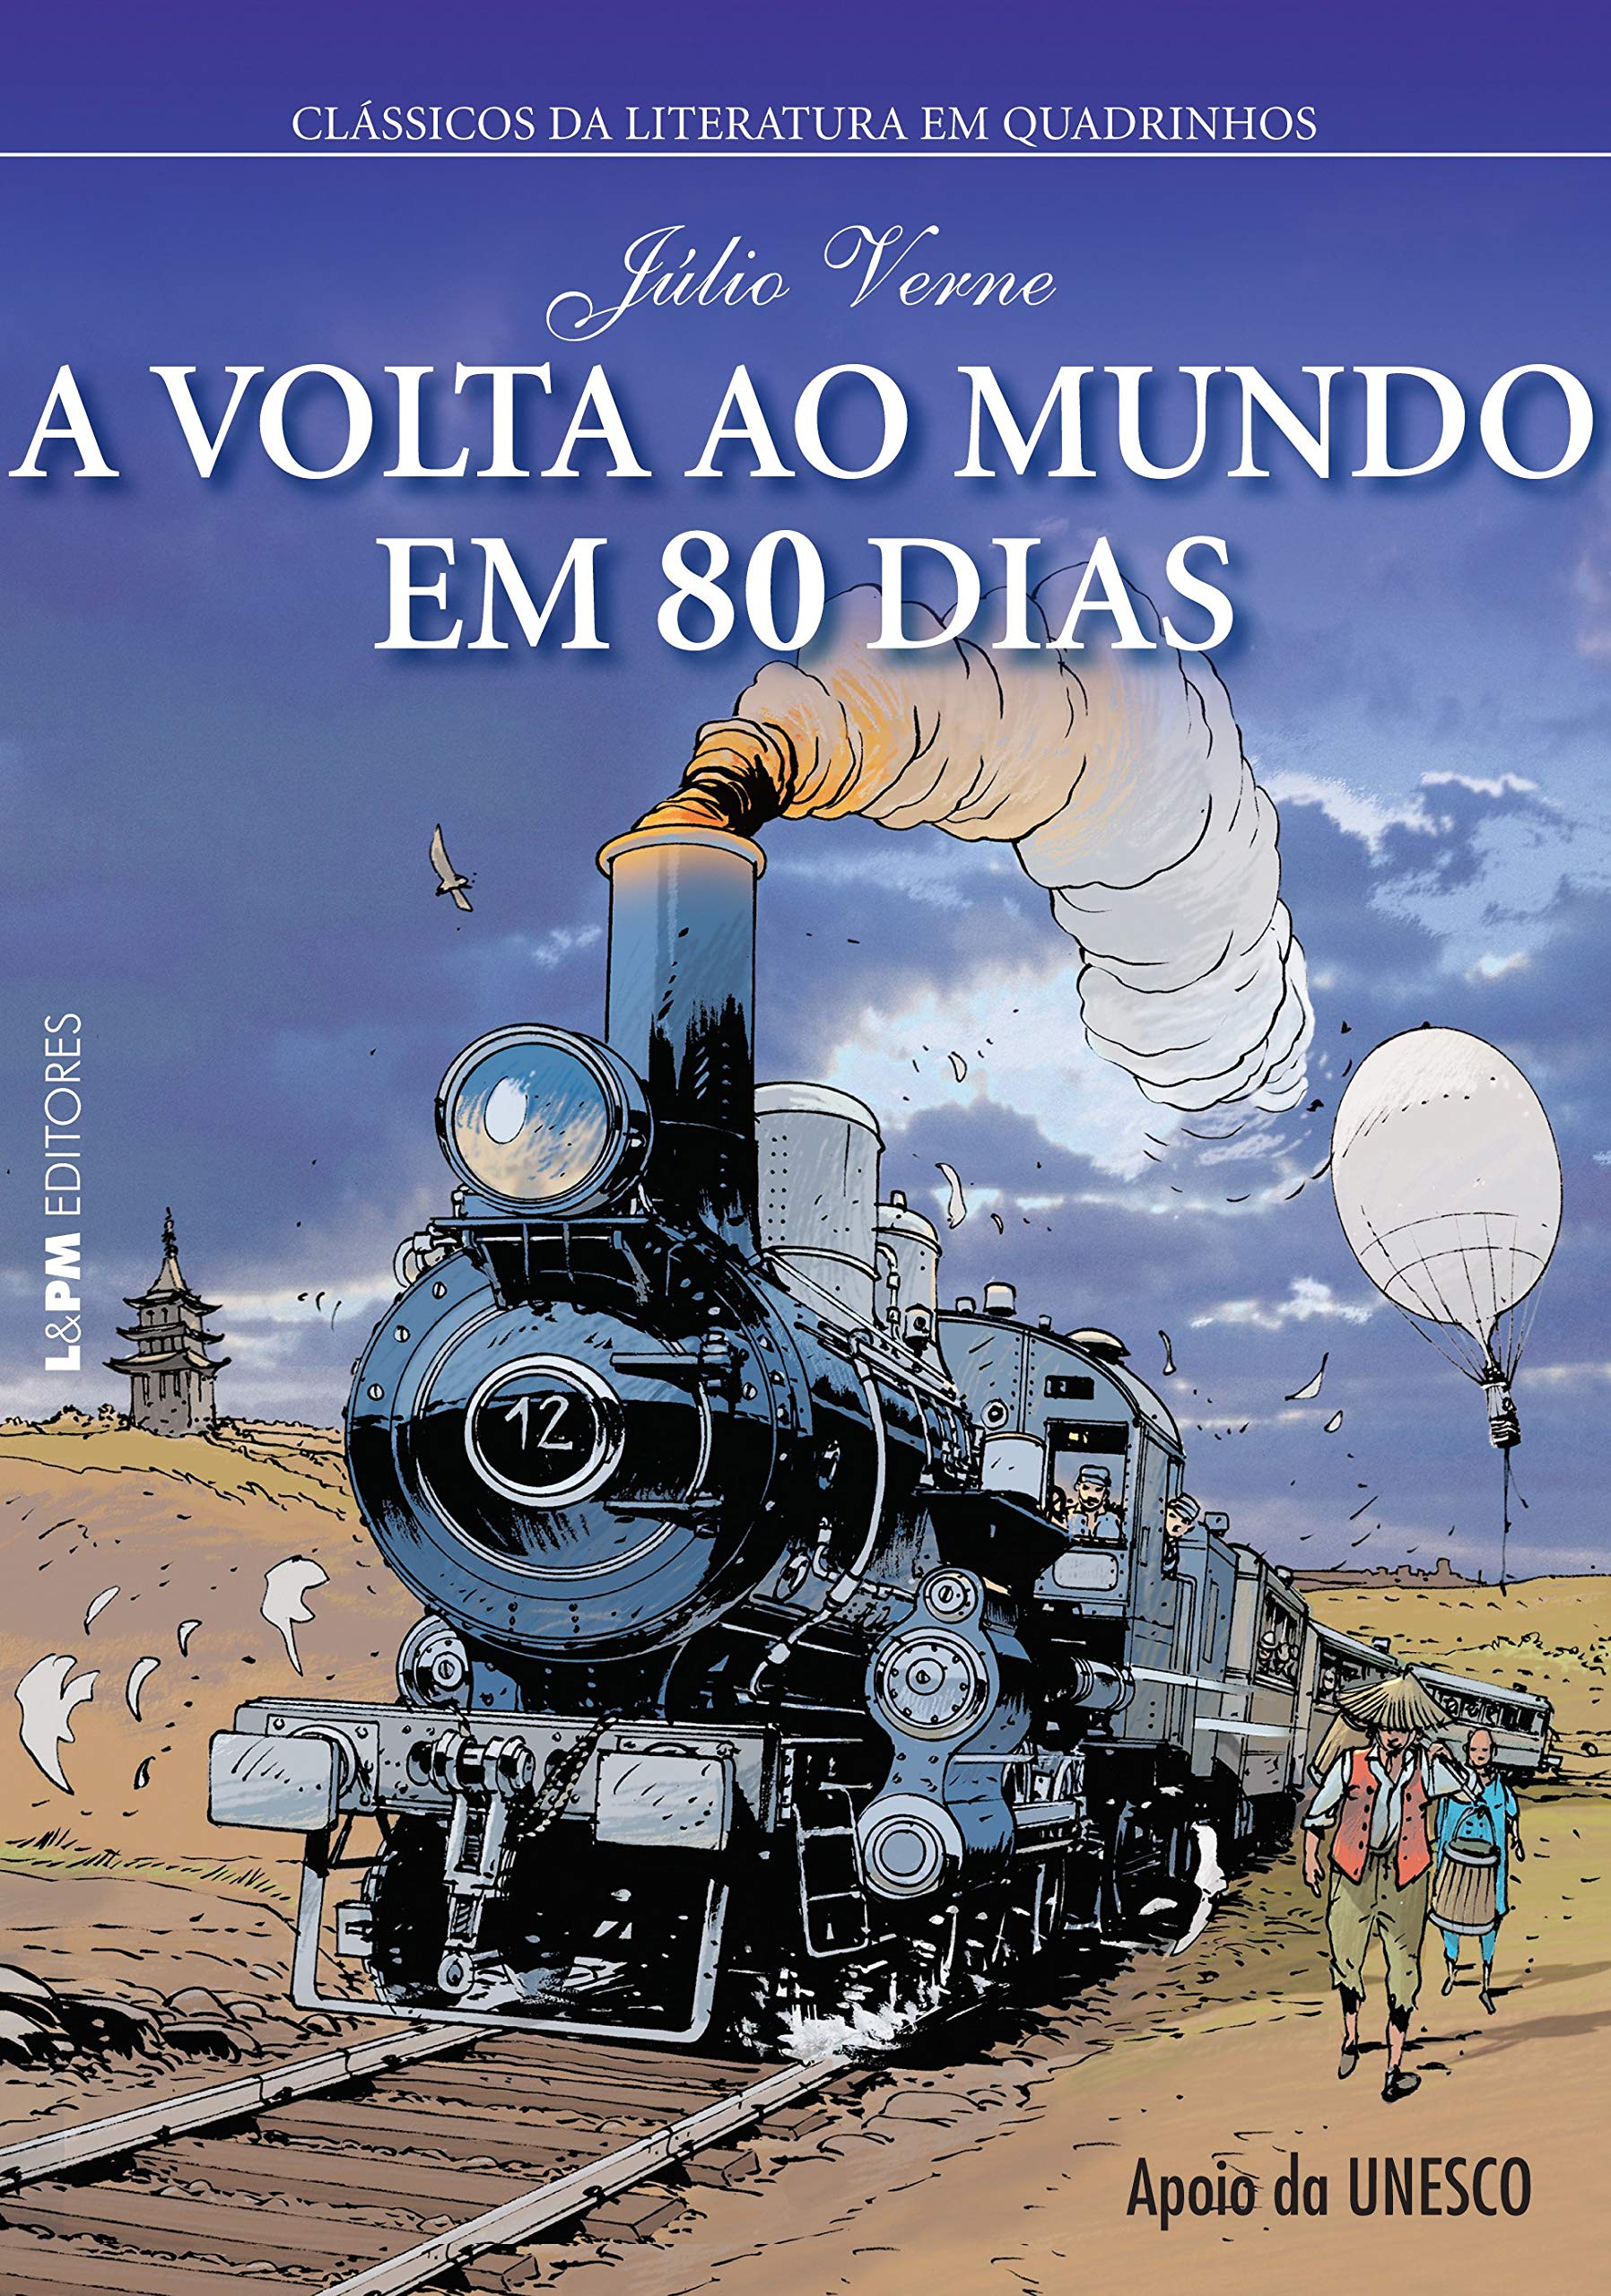 CLÁSSICOS DA LITERATURA EM QUADRINHOS
Júlio Verne
A VOLTA AO MUNDO
EM 80 DIAS
L&PM EDITORES
12
Apoio da UNESCO